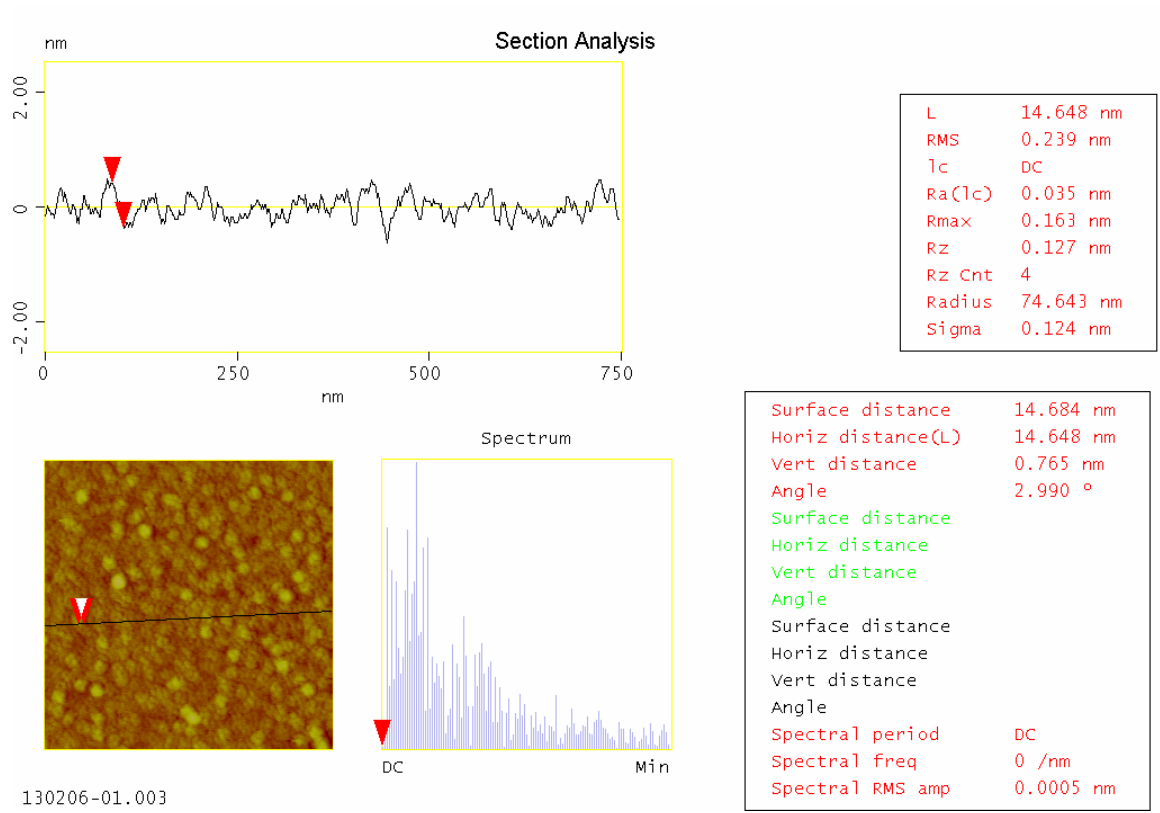 Section Analysis
nm
2.00
0
-2.00
0 250 500 750
nm
L 14.648 nm
RMS 0.239 nm
lc DC
Ra(lc) 0.035 nm
Rmax 0.163 nm
Rz 0.127 nm
Rz Cnt 4
Radius 74.643 nm
Sigma 0.124 nm
Surface distance 14.684 nm
Horiz distance(L) 14.648 nm
Vert distance 0.765 nm
Angle 2.990 º
Surface distance
Horiz distance
Vert distance
Angle
Surface distance
Horiz distance
Vert distance
Angle
Spectral period DC
Spectral freq 0 /nm
Spectral RMS amp 0.0005 nm
Spectrum
DC Min
130206-01.003